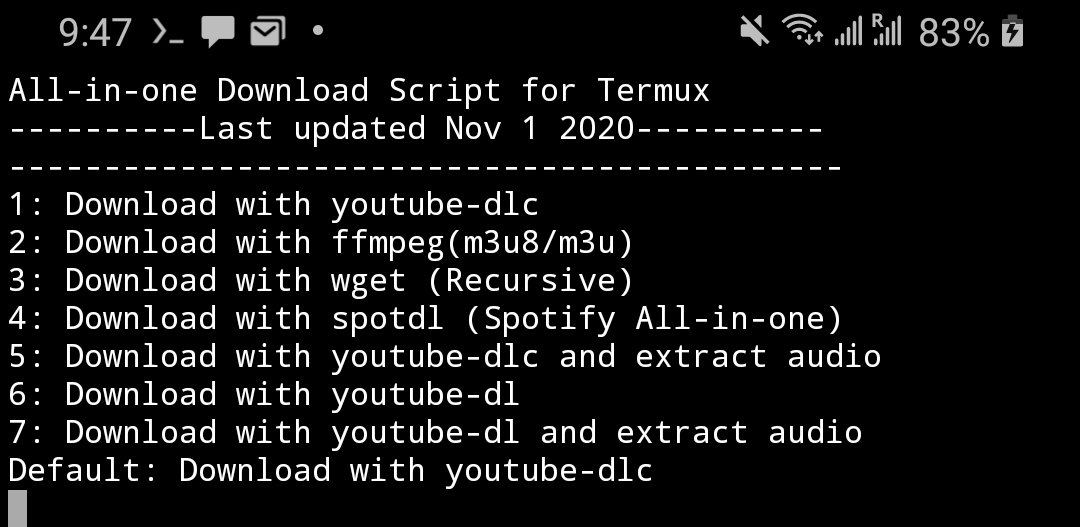 9:47
R
83%
All-in-one Download Script for Termux
----------Last updated Nov 1 2020----------
--------------------------------------------
1: Download with youtube-dlc
2: Download with ffmpeg(m3u8/m3u)
3: Download with wget (Recursive)
4: Download with spotdl (Spotify All-in-one)
5: Download with youtube-dlc and extract audio
6: Download with youtube-dl
7: Download with youtube-dl and extract audio
Default: Download with youtube-dlc